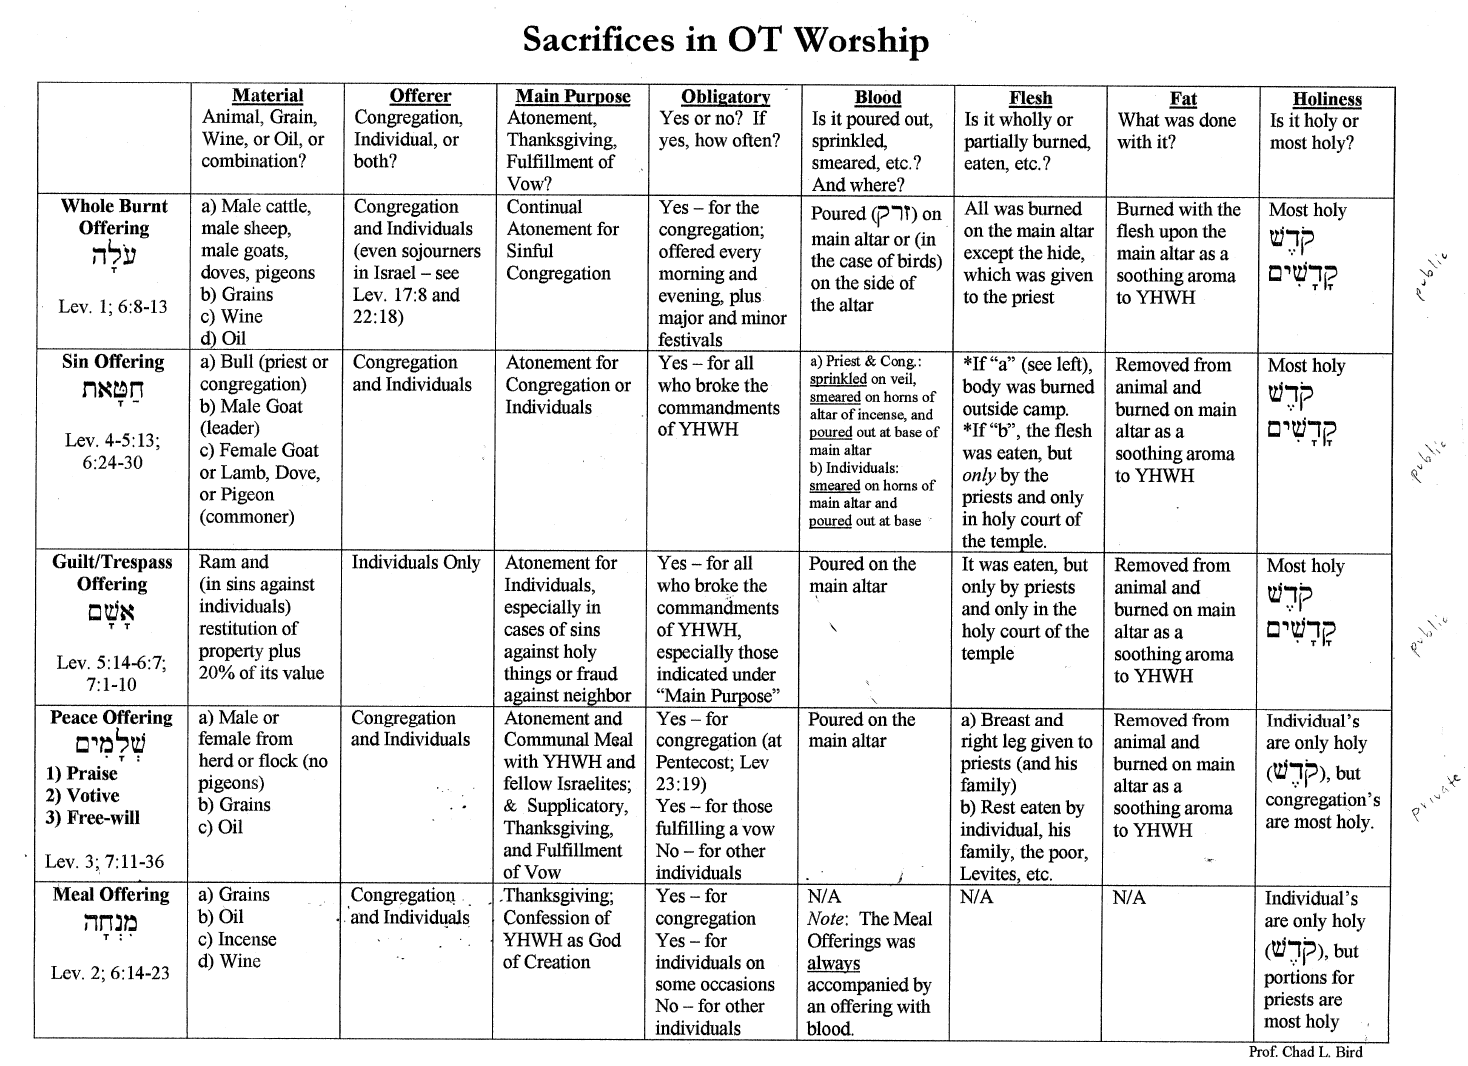 Sacrifices in OT Worship
Material
Animal, Grain,
Wine, or Oil, or
combination?
Offerer
Congregation,
Individual, or
both?
Main Purpose
Atonement,
Thanksgiving,
Fulfillment of
Vow?
Obligatory
Yes or no? If
yes, how often?
Blood
Is it poured out,
sprinkled,
smeared, etc.?
And where?
Flesh
Is it wholly or
partially burned,
eaten, etc.?
Fat
What was done
with it?
Holiness
Is it holy or
most holy?
Whole Burnt
Offering
עֹלָה
Lev. 1; 6:8-13
a) Male cattle,
male sheep,
male goats,
doves, pigeons
b) Grains
c) Wine
d) Oil
Congregation
and Individuals
(even sojourners
in Israel – see
Lev. 17:8 and
22:18)
Continual
Atonement for
Sinful
Congregation
Yes – for the
congregation;
offered every
morning and
evening, plus
major and minor
festivals
Poured (זרק) on
main altar or (in
the case of birds)
on the side of
the altar
All was burned
on the main altar
except the hide,
which was given
to the priest
Burned with the
flesh upon the
main altar as a
soothing aroma
to YHWH
Most holy
קֹדֶשׁ
קָדָשִׁים
public
Sin Offering
חַטָּאת
Lev. 4-5:13;
6:24-30
a) Bull (priest or
congregation)
b) Male Goat
(leader)
c) Female Goat
or Lamb, Dove,
or Pigeon
(commoner)
Congregation
and Individuals
Atonement for
Congregation or
Individuals
Yes – for all
who broke the
commandments
of YHWH
a) Priest & Cong.:
sprinkled on veil,
smeared on horns of
altar of incense, and
poured out at base of
main altar
b) Individuals:
smeared on horns of
main altar and
poured out at base
*If “a” (see left),
body was burned
outside camp.
*If “b”, the flesh
was eaten, but
only by the
priests and only
in holy court of
the temple.
Removed from
animal and
burned on main
altar as a
soothing aroma
to YHWH
Most holy
קֹדֶשׁ
קָדָשִׁים
public
Guilt/Trespass
Offering
אָשָׁם
Lev. 5:14-6:7;
7:1-10
Ram and
(in sins against
individuals)
restitution of
property plus
20% of its value
Individuals Only
Atonement for
Individuals,
especially in
cases of sins
against holy
things or fraud
against neighbor
Yes – for all
who broke the
commandments
of YHWH,
especially those
indicated under
“Main Purpose”
Poured on the
main altar
It was eaten, but
only by priests
and only in the
holy court of the
temple
Removed from
animal and
burned on main
altar as a
soothing aroma
to YHWH
Most holy
קֹדֶשׁ
קָדָשִׁים
public
Peace Offering
שְׁלָמִים
1) Praise
2) Votive
3) Free-will
Lev. 3; 7:11-36
a) Male or
female from
herd or flock (no
pigeons)
b) Grains
c) Oil
Congregation
and Individuals
Atonement and
Communal Meal
with YHWH and
fellow Israelites;
& Supplicatory,
Thanksgiving,
and Fulfillment
of Vow
Yes – for
congregation (at
Pentecost; Lev
23:19)
Yes – for those
fulfilling a vow
No – for other
individuals
Poured on the
main altar
a) Breast and
right leg given to
priests (and his
family)
b) Rest eaten by
individual, his
family, the poor,
Levites, etc.
Removed from
animal and
burned on main
altar as a
soothing aroma
to YHWH
Individual’s
are only holy
(קֹדֶשׁ), but
congregation’s
are most holy.
private
Meal Offering
מִנְחָה
Lev. 2; 6:14-23
a) Grains
b) Oil
c) Incense
d) Wine
Congregation
and Individuals
Thanksgiving;
Confession of
YHWH as God
of Creation
Yes – for
congregation
Yes – for
individuals on
some occasions
No – for other
individuals
N/A
Note: The Meal
Offerings was
always
accompanied by
an offering with
blood.
N/A
N/A
Individual’s
are only holy
(קֹדֶשׁ), but
portions for
priests are
most holy
Prof. Chad L. Bird